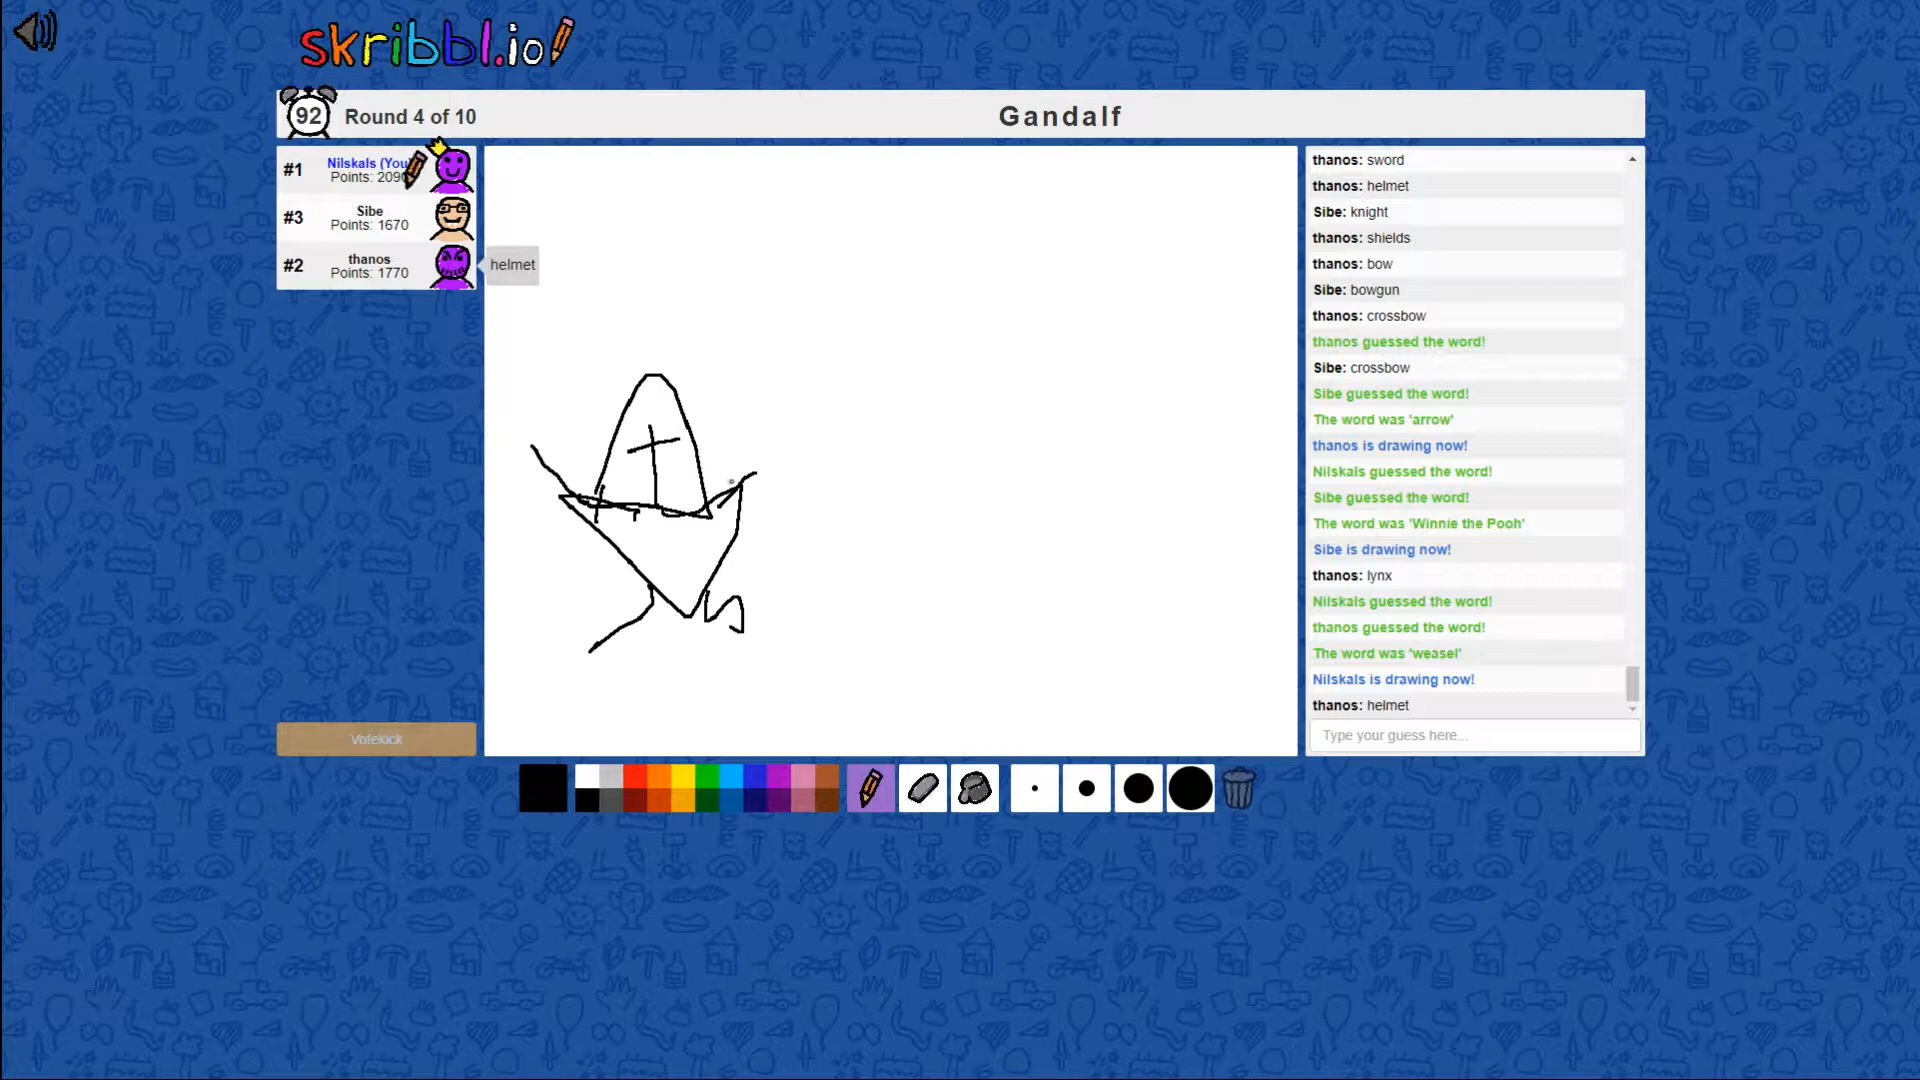 skribbl.io
92
Round 4 of 10
Gandalf
#1
Nilskals (You)
Points: 2090
#3
Sibe
Points: 1670
#2
thanos
Points: 1770
helmet
Votekick
thanos: sword
thanos: helmet
Sibe: knight
thanos: shields
thanos: bow
Sibe: bowgun
thanos: crossbow
thanos guessed the word!
Sibe: crossbow
Sibe guessed the word!
The word was 'arrow'
thanos is drawing now!
Nilskals guessed the word!
Sibe guessed the word!
The word was 'Winnie the Pooh'
Sibe is drawing now!
thanos: lynx
Nilskals guessed the word!
thanos guessed the word!
The word was 'weasel'
Nilskals is drawing now!
thanos: helmet
Type your guess here...